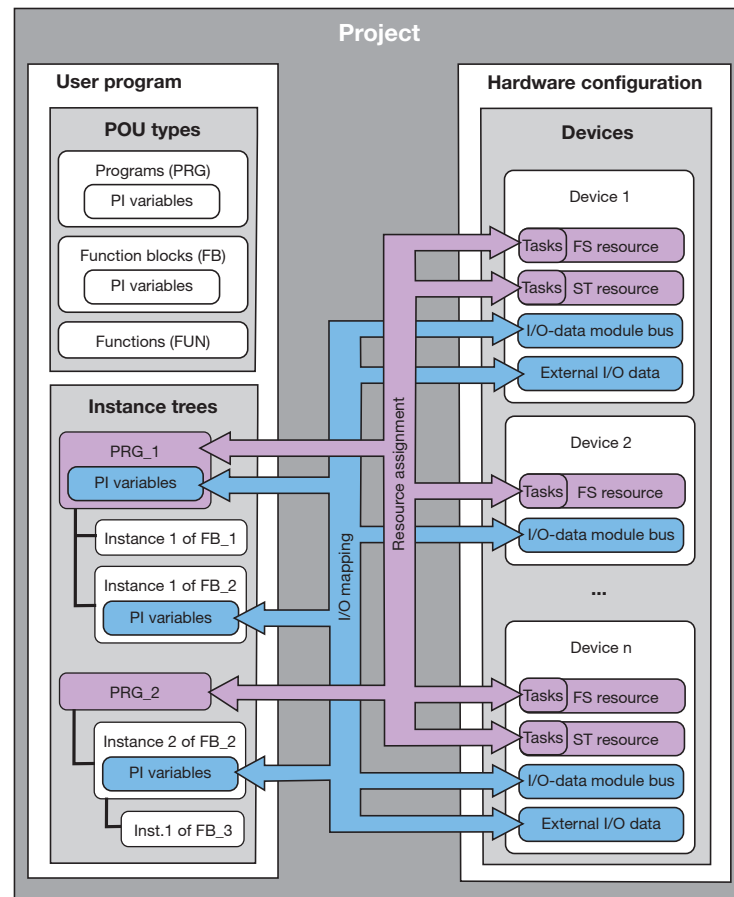 Project
User program
POU types
Programs (PRG)
PI variables
Function blocks (FB)
PI variables
Functions (FUN)
Instance trees
PRG_1
PI variables
Instance 1 of FB_1
Instance 1 of FB_2
PI variables
PRG_2
Instance 2 of FB_2
PI variables
Inst.1 of FB_3
I/O mapping
Resource assignment
Hardware configuration
Devices
Device 1
Tasks FS resource
Tasks ST resource
I/O-data module bus
External I/O data
Device 2
Tasks FS resource
I/O-data module bus
...
Device n
Tasks FS resource
Tasks ST resource
I/O-data module bus
External I/O data